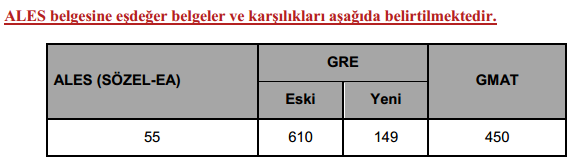 ALES belgesine eşdeğer belgeler ve karşılıkları aşağıda belirtilmektedir.
ALES (SÖZEL-EA) GRE GMAT
Eski Yeni
55 610 149 450